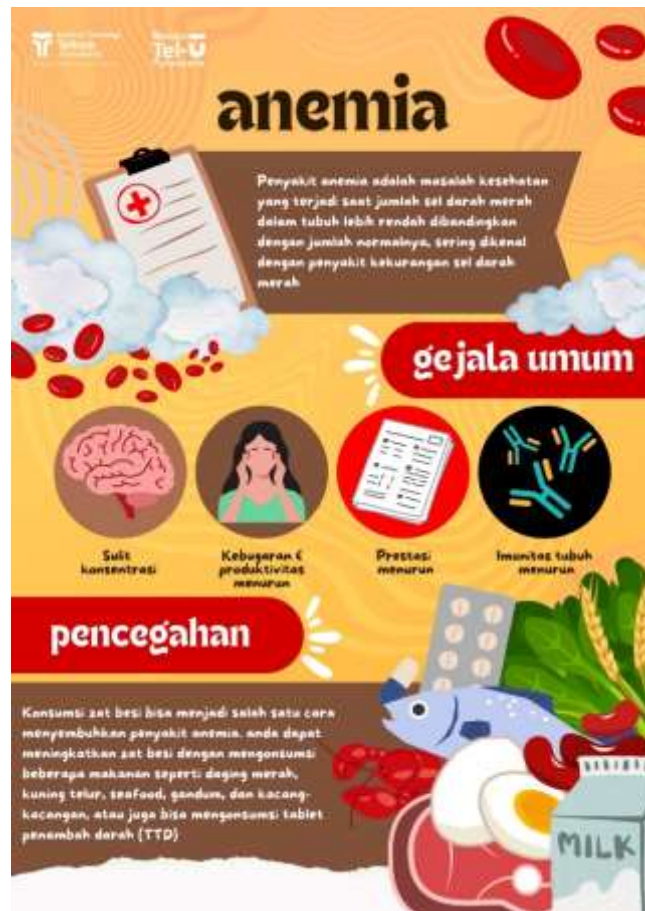 Tel-U
anemia
Penyakit anemia adalah masalah kesehatan
yang terjadi saat jumlah sel darah merah
dalam tubuh lebih rendah dibandingkan
dengan jumlah normalnya, sering dikenal
dengan penyakit kekurangan sel darah
merah
gejala umum
Sulit
konsentrasi
Kebugaran &
produktivitas
menurun
Prestasi
menurun
Imunitas tubuh
menurun
pencegahan
Konsumsi zat besi bisa menjadi salah satu cara
menyembuhkan penyakit anemia. anda dapat
meningkatkan zat besi dengan mengonsumsi
beberapa makanan seperti: daging merah,
kuning telur, seafood, gandum, dan kacang-
kacangan, atau juga bisa mengonsumsi tablet
penambah darah (TTD)
MILK